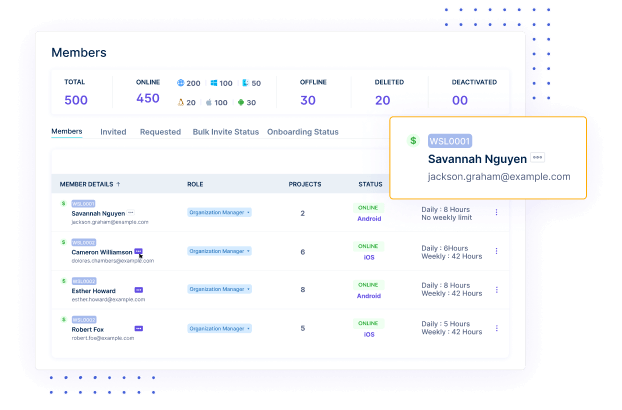 Members
TOTAL
500
ONLINE
450
200
100
50
20
100
30
OFFLINE
30
DELETED
20
DEACTIVATED
00
Members
Invited
Requested
Bulk Invite Status
Onboarding Status
$
WSL0001
Savannah Nguyen
jackson.graham@example.com
MEMBER DETAILS ↑
ROLE
PROJECTS
STATUS
$ WSL0001
Savannah Nguyen
jackson.graham@example.com
Organization Manager
2
ONLINE
Android
Daily : 8 Hours
No weekly limit
$ WSL0002
Cameron Williamson
dolores.chambers@example.com
Organization Manager
6
ONLINE
iOS
Daily : 6Hours
Weekly : 42 Hours
$
Esther Howard
esther.howard@example.com
Organization Manager
8
ONLINE
Android
Daily : 8 Hours
Weekly : 42 Hours
$
Robert Fox
robert.fox@example.com
Organization Manager
5
ONLINE
iOS
Daily : 5 Hours
Weekly : 42 Hours